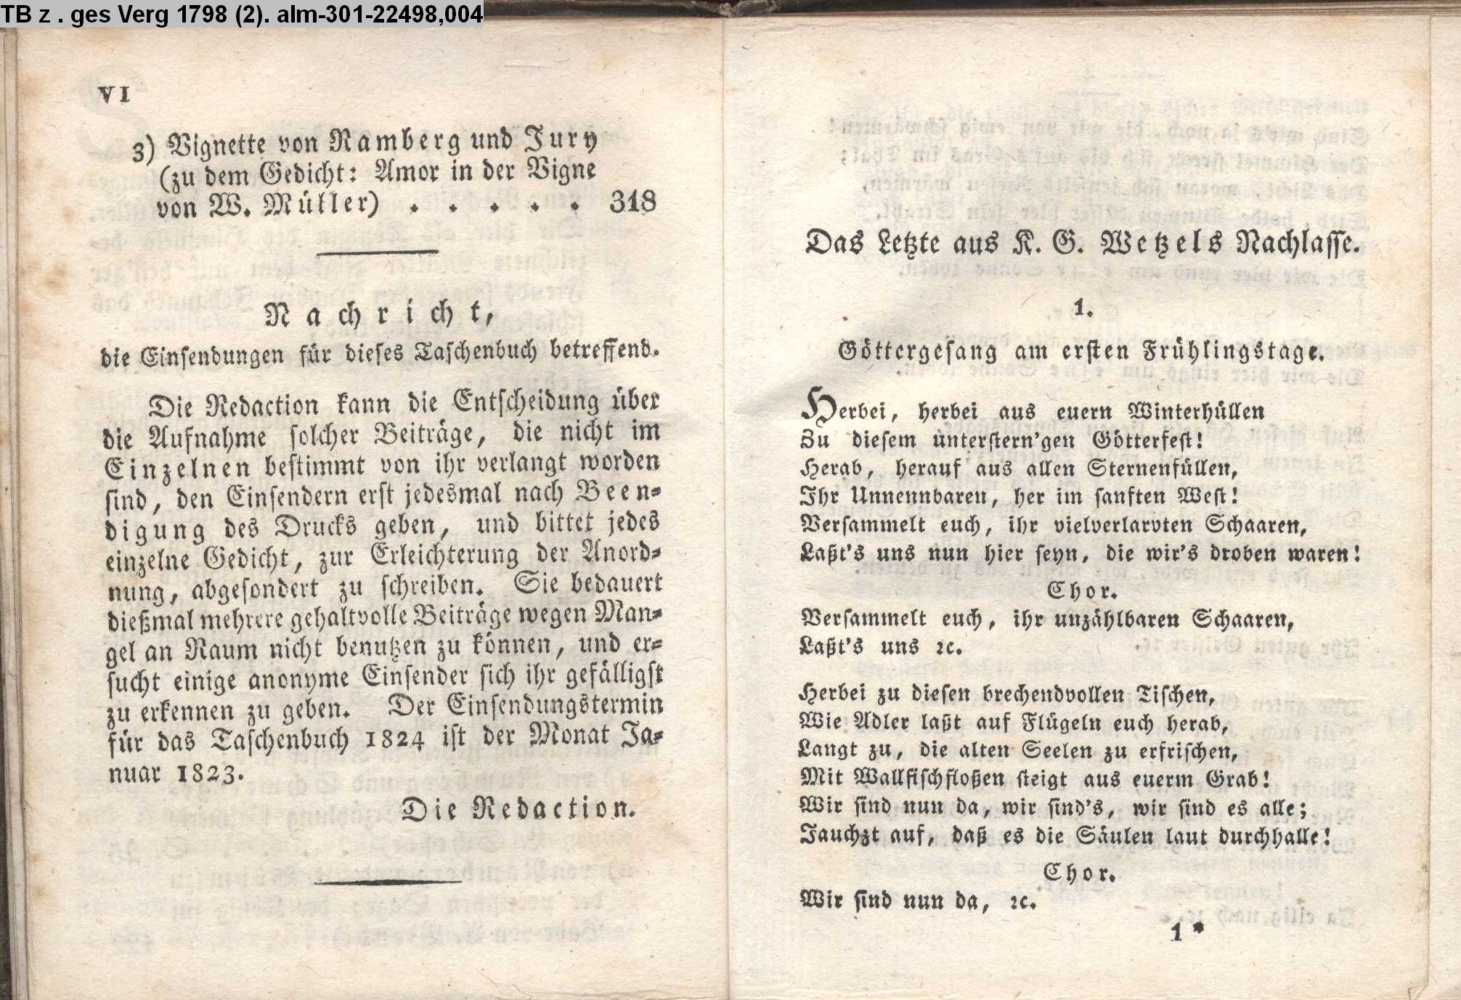 TB z . ges Verg 1798 (2). alm-301-22498,004
VI
3) Vignette von Ramberg und Jury
(zu dem Gedicht: Amor in der Vigne
von W. Müller) . . . . . 318
Nachricht,
die Einsendungen für dieses Taschenbuch betreffend.
Die Redaction kann die Entscheidung über
die Aufnahme solcher Beiträge, die nicht im
Einzelnen bestimmt von ihr verlangt worden
sind, den Einsendern erst jedesmal nach Been-
digung des Drucks geben, und bittet jedes
einzelne Gedicht, zur Erleichterung der Anord-
nung, abgesondert zu schreiben. Sie bedauert
dießmal mehrere gehaltvolle Beiträge wegen Man-
gel an Raum nicht benutzen zu können, und er-
sucht einige anonyme Einsender sich ihr gefälligst
zu erkennen zu geben. Der Einsendungstermin
für das Taschenbuch 1824 ist der Monat Ja-
nuar 1823.
Die Redaction.
Das Letzte aus K. G. Wetzels Nachlasse.
1.
Göttergesang am ersten Frühlingstage.
Herbei, herbei aus euern Winterhüllen
Zu diesem unterstern'gen Götterfest!
Herab, herauf aus allen Sternenfüllen,
Ihr Unnennbaren, her im sanften West!
Versammelt euch, ihr vielverlarvten Schaaren,
Laßt's uns nun hier seyn, die wir's droben waren!
Chor.
Versammelt euch, ihr unzählbaren Schaaren,
Laßt's uns ꝛc.
Herbei zu diesen brechendvollen Tischen,
Wie Adler laßt auf Flügeln euch herab,
Langt zu, die alten Seelen zu erfrischen,
Mit Wallfischfloßen steigt aus euerm Grab!
Wir sind nun da, wir sind's, wir sind es alle;
Jauchzt auf, daß es die Säulen laut durchhalle!
Chor.
Wir sind nun da, ꝛc.
1 *